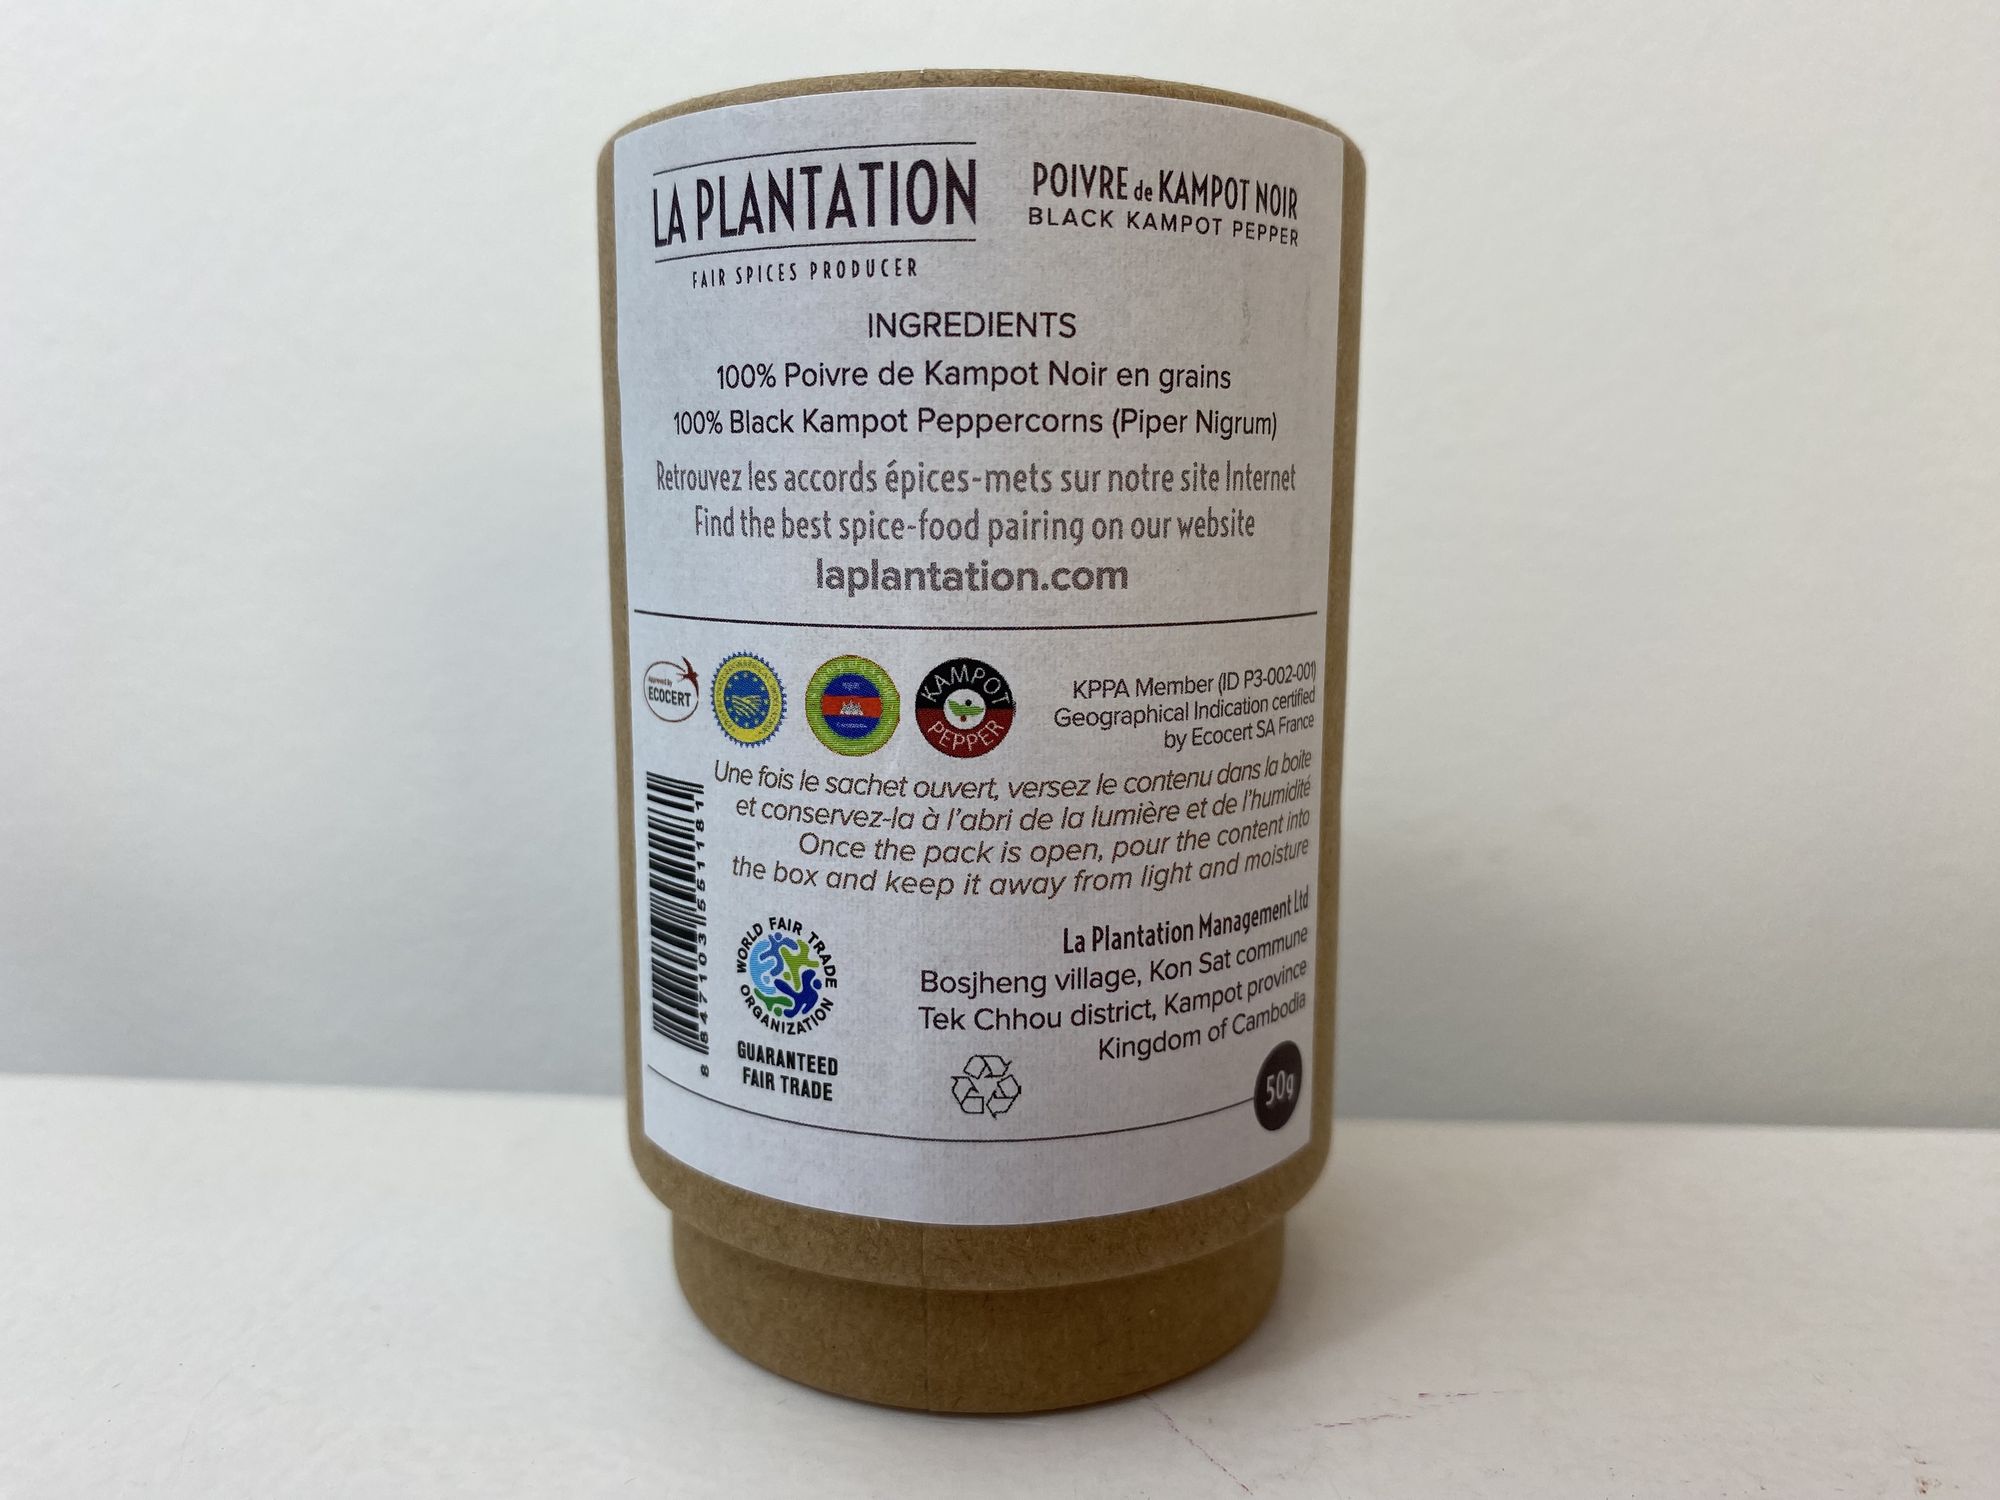 LA PLANTATION
FAIR SPICES PRODUCER
POIVRE de KAMPOT NOIR
BLACK KAMPOT PEPPER
INGREDIENTS
100% Poivre de Kampot Noir en grains
100% Black Kampot Peppercorns (Piper Nigrum)
Retrouvez les accords épices-mets sur notre site Internet
Find the best spice-food pairing on our website
laplantation.com
Approved by
ECOCERT
KAMPOT
PEPPER
KPPA Member (ID P3-002-001)
Geographical Indication certified
by Ecocert SA France
Une fois le sachet ouvert, versez le contenu dans la boite
et conservez-la à l'abri de la lumière et de l'humidité
Once the pack is open, pour the content into
the box and keep it away from light and moisture
8 847103 551181
WORLD FAIR TRADE
ORGANIZATION
GUARANTEED
FAIR TRADE
La Plantation Management Ltd
Bosjheng village, Kon Sat commune
Tek Chhou district, Kampot province
Kingdom of Cambodia
50g